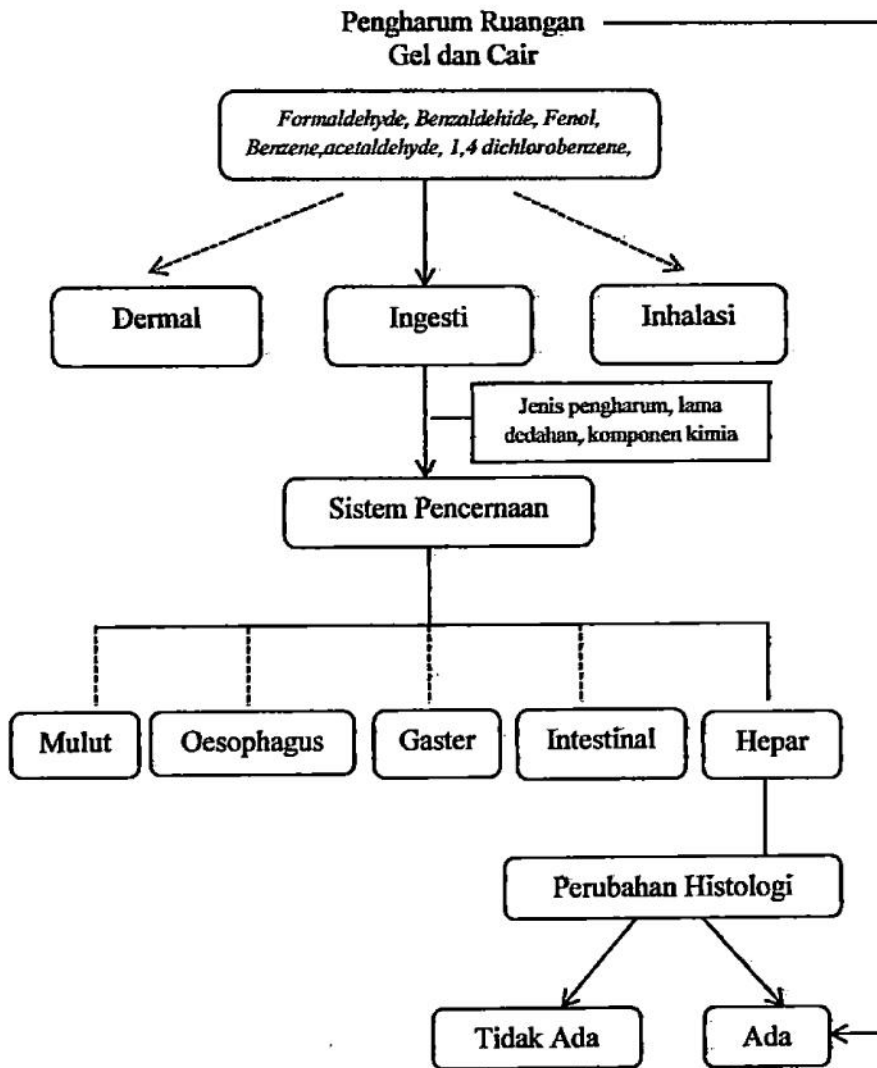 Pengharum Ruangan
Gel dan Cair
Formaldehyde, Benzaldehide, Fenol,
Benzene,acetaldehyde, 1,4 dichlorobenzene,
Dermal
Ingesti
Inhalasi
Jenis pengharum, lama
dedahan, komponen kimia
Sistem Pencernaan
Mulut
Oesophagus
Gaster
Intestinal
Hepar
Perubahan Histologi
Tidak Ada
Ada